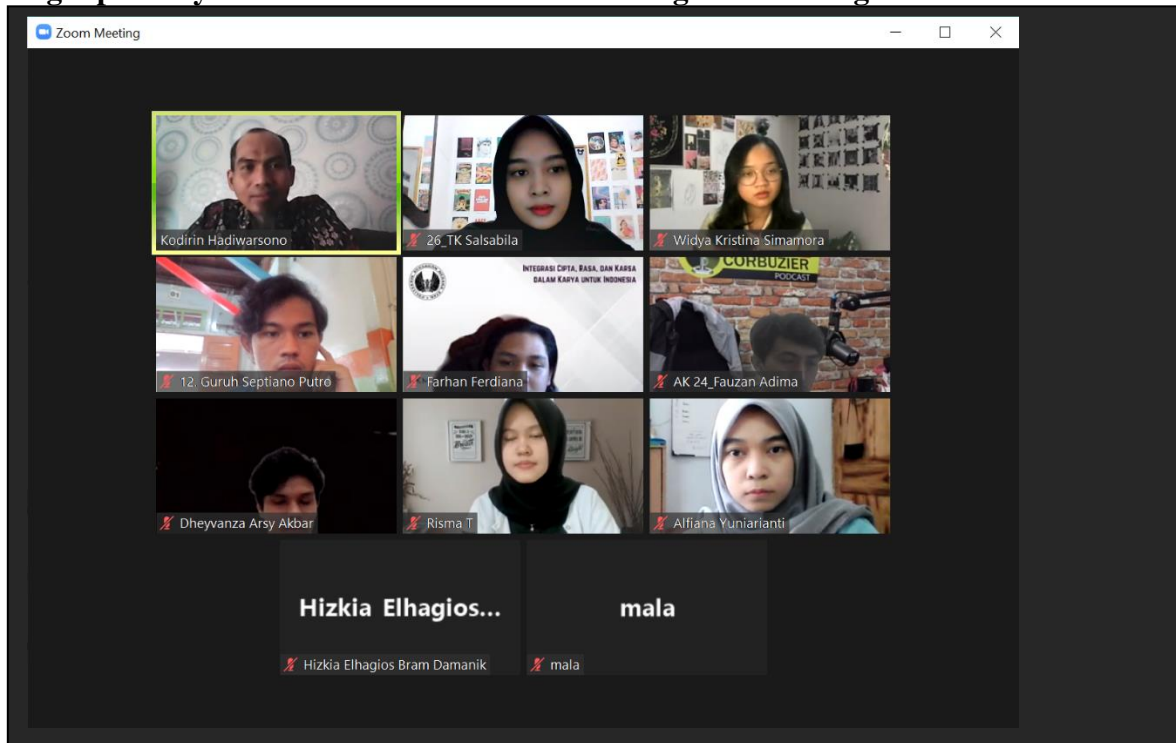 Zoom Meeting
Kodirin Hadiwarsono
26_TK Salsabila
Widya Kristina Simamora
12. Guruh Septiano Putro
INTEGRASI CIPTA, RASA, DAN KARSA
DALAM KARYA UNTUK INDONESIA
Farhan Ferdiana
CORBUZIER
PODCAST
AK 24_Fauzan Adima
Dheyvanza Arsy Akbar
Risma T
Alfiana Yuniarianti
Hizkia Elhagios...
Hizkia Elhagios Bram Damanik
mala
mala